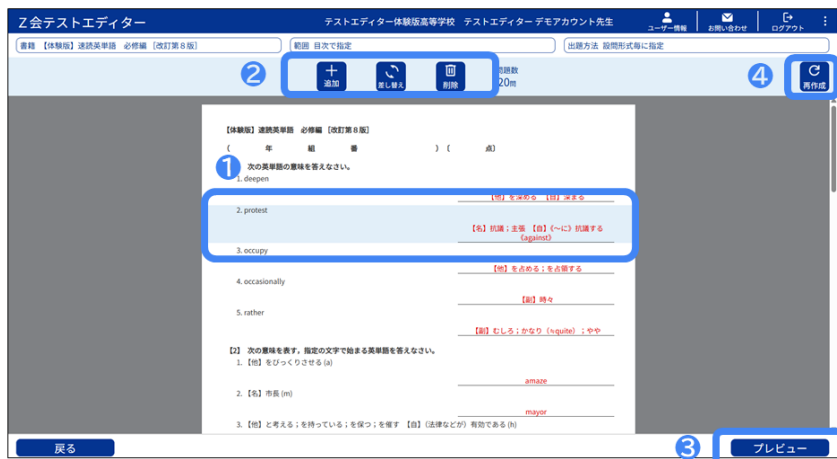 Ｚ会テストエディター
テストエディター体験版高等学校 テストエディターデモアカウント先生
ユーザー情報
お問い合わせ
ログアウト
書籍 【体験版】速読英単語 必修編 [改訂第８版]
範囲 目次で指定
出題方法 設問形式毎に指定
2
追加
差し替え
削除
問題数
20問
4
再作成
【体験版】速読英単語 必修編 [改訂第８版]
( 年 組 番 ) ( 点)
1
次の英単語の意味を答えなさい。
1. deepen
【他】を深める 【自】深まる
2. protest
【名】抗議；主張 【自】《～に》抗議する
《against》
3. occupy
【他】を占める；を占領する
4. occasionally
【副】時々
5. rather
【副】むしろ；かなり（≒quite）；やや
【2】 次の意味を表す，指定の文字で始まる英単語を答えなさい。
1. 【他】をびっくりさせる (a)
amaze
2. 【名】市長 (m)
mayor
3. 【他】と考える；を持っている；を保つ；を催す 【自】（法律などが）有効である (h)
戻る
3
プレビュー